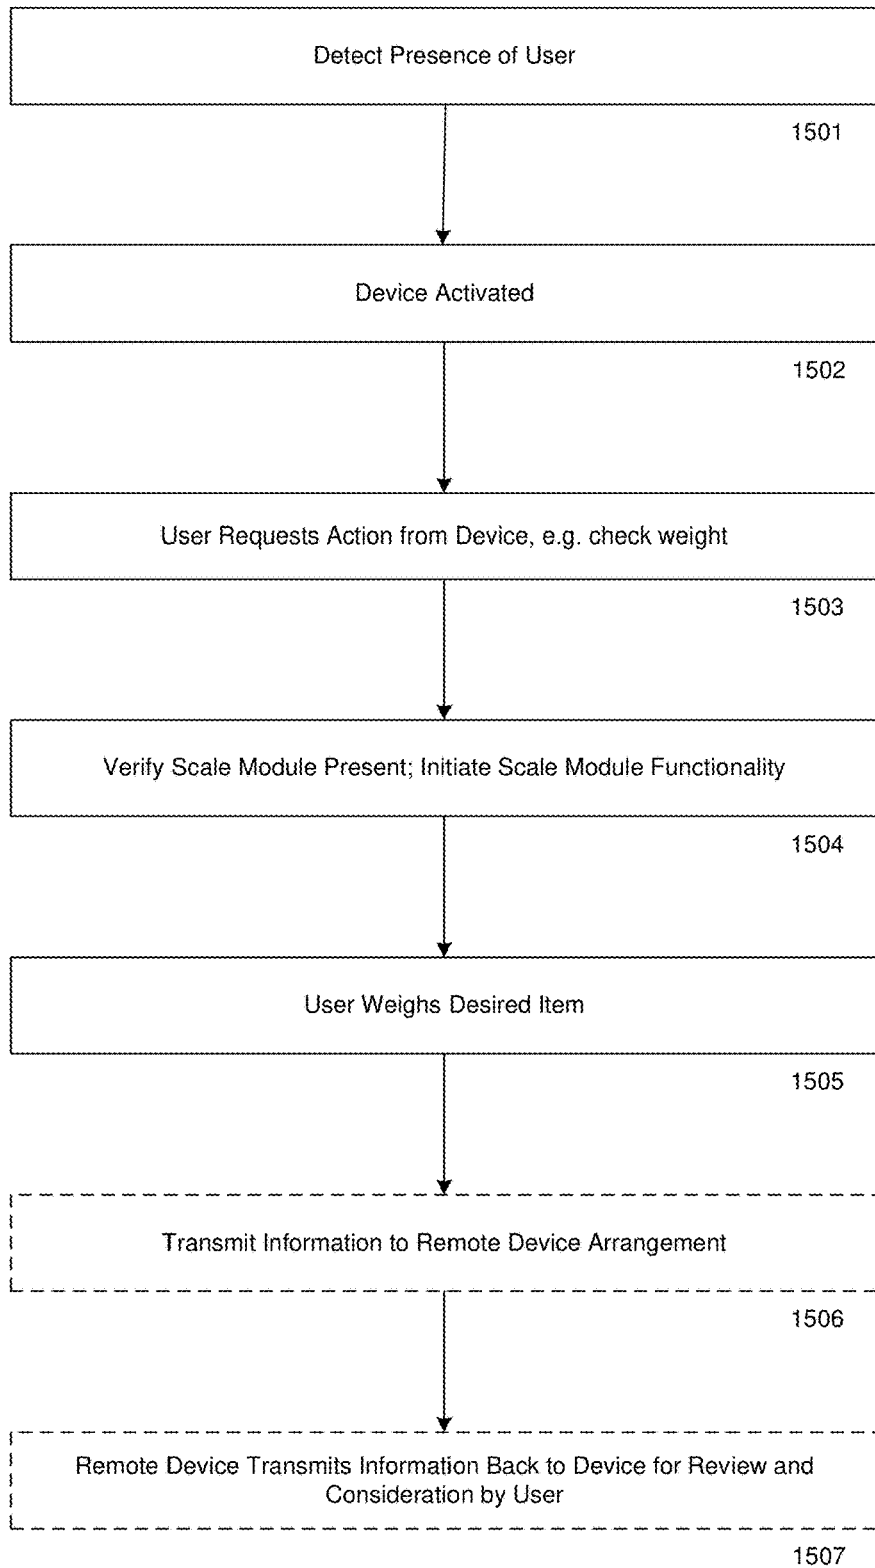 Detect Presence of User
1501
Device Activated
1502
User Requests Action from Device, e.g. check weight
1503
Verify Scale Module Present; Initiate Scale Module Functionality
1504
User Weighs Desired Item
1505
Transmit Information to Remote Device Arrangement
1506
Remote Device Transmits Information Back to Device for Review and
Consideration by User
1507